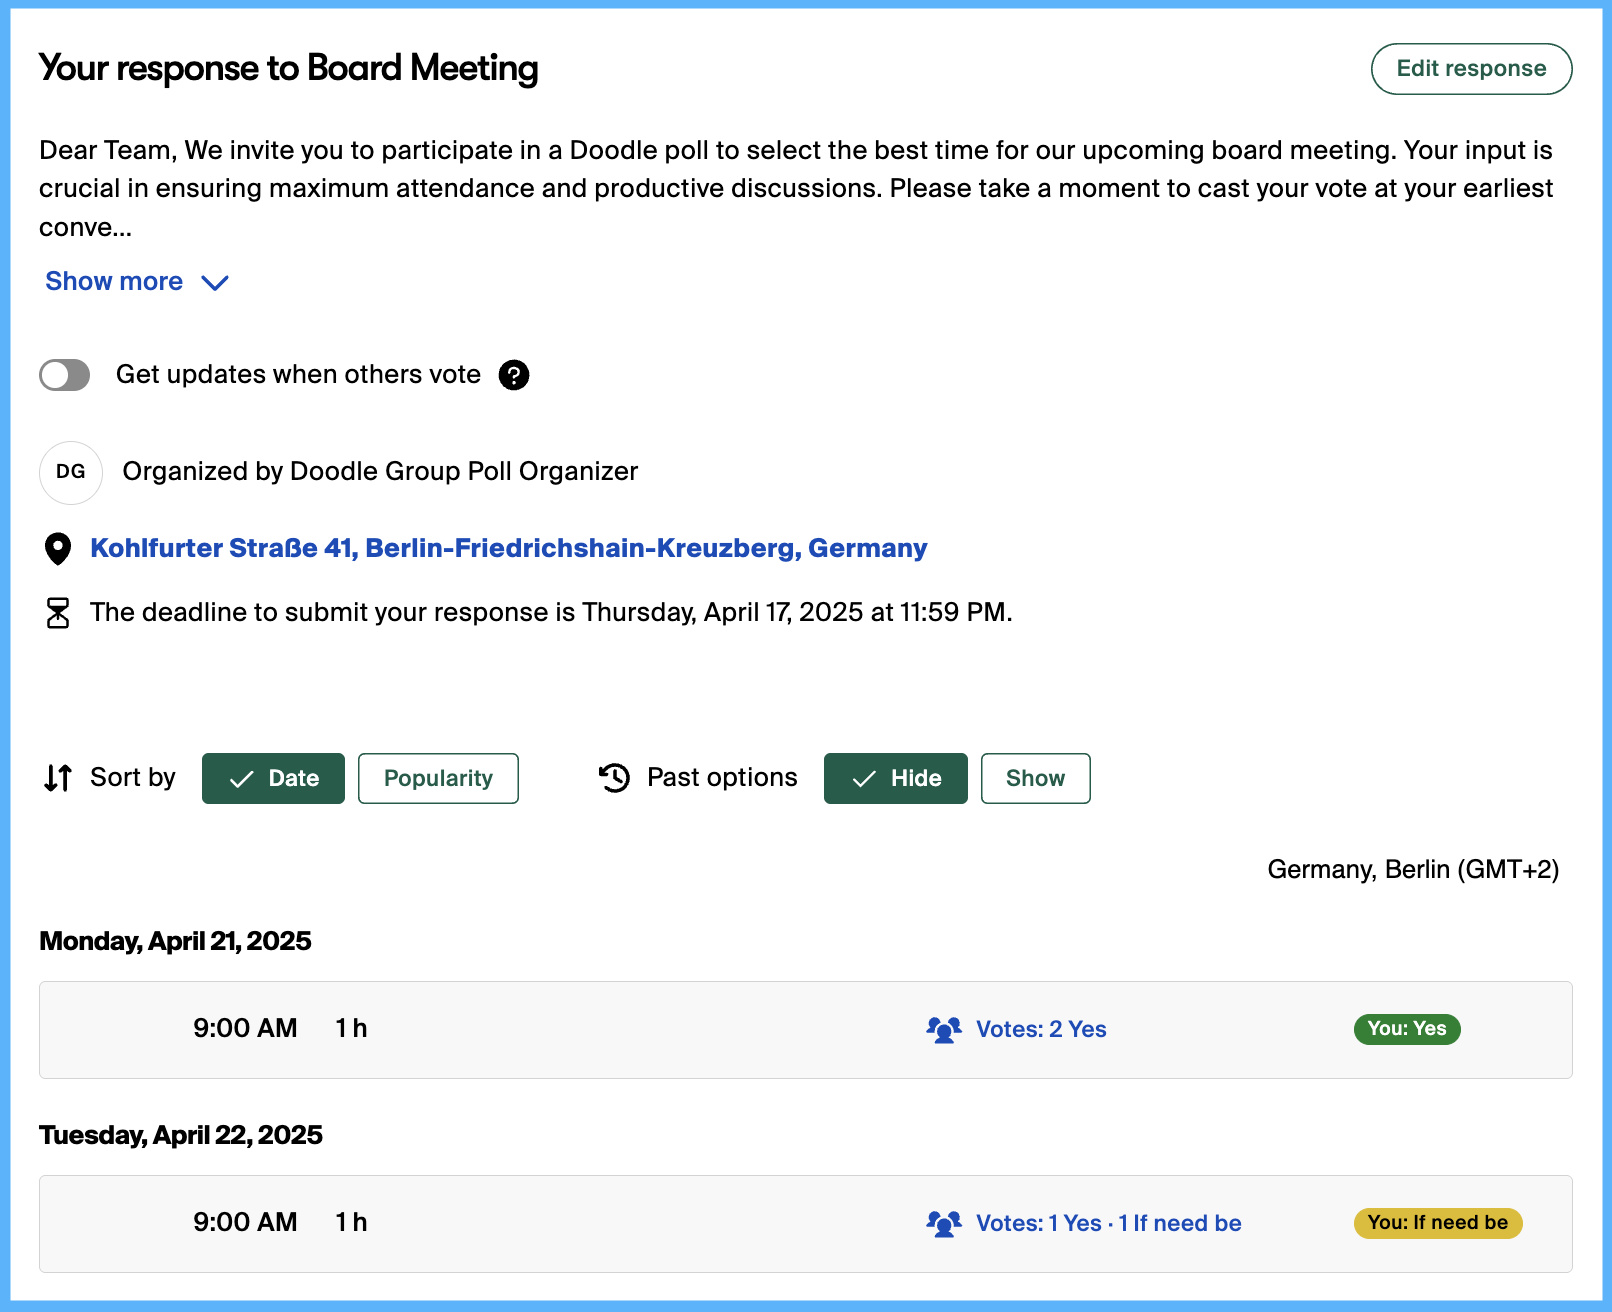 Your response to Board Meeting
Edit response
Dear Team, We invite you to participate in a Doodle poll to select the best time for our upcoming board meeting. Your input is
crucial in ensuring maximum attendance and productive discussions. Please take a moment to cast your vote at your earliest
conve...
Show more
Get updates when others vote ?
DG Organized by Doodle Group Poll Organizer
Kohlfurter Straße 41, Berlin-Friedrichshain-Kreuzberg, Germany
The deadline to submit your response is Thursday, April 17, 2025 at 11:59 PM.
Sort by Date Popularity Past options Hide Show
Germany, Berlin (GMT+2)
Monday, April 21, 2025
9:00 AM 1 h Votes: 2 Yes You: Yes
Tuesday, April 22, 2025
9:00 AM 1 h Votes: 1 Yes · 1 If need be You: If need be